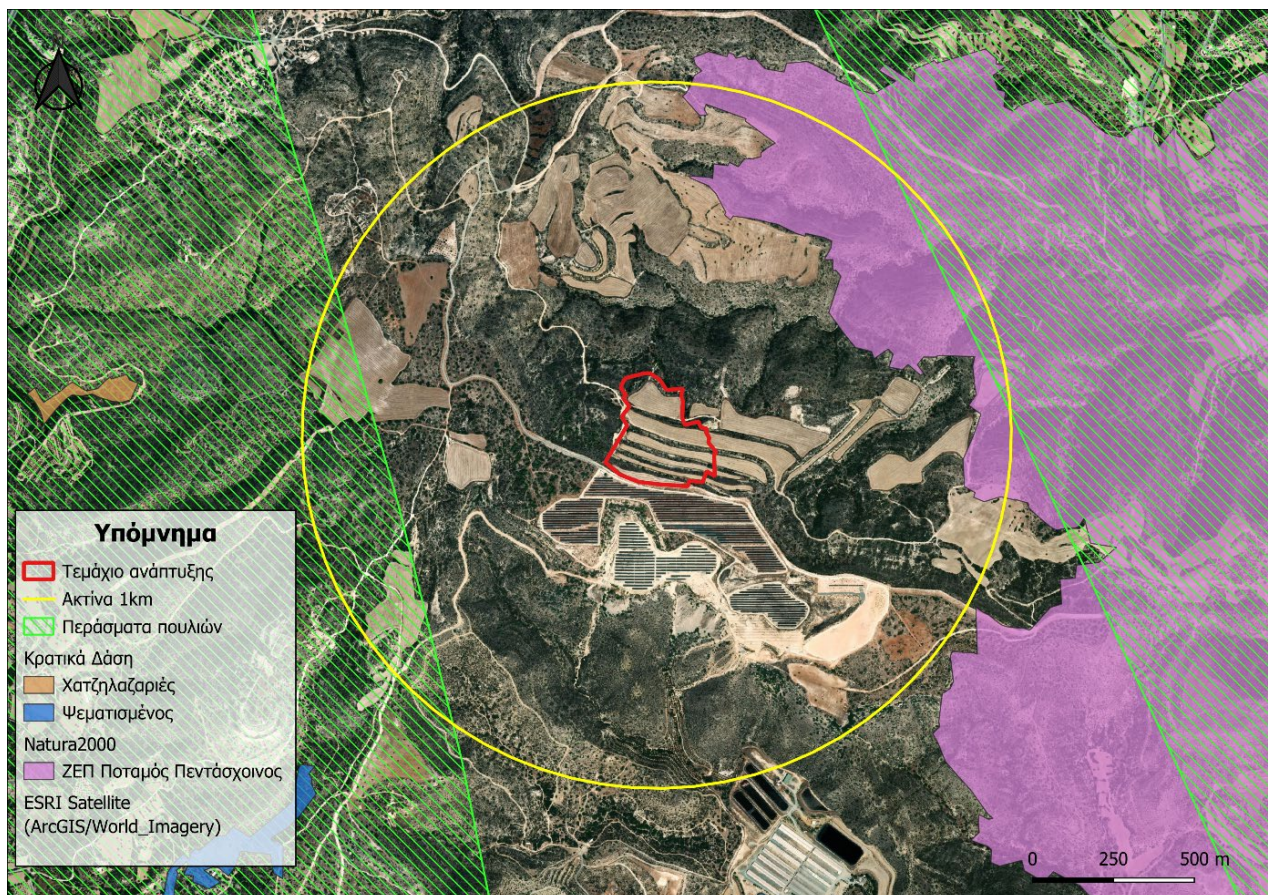 Υπόμνημα
Τεμάχιο ανάπτυξης
Ακτίνα 1km
Περάσματα πουλιών
Κρατικά Δάση
Χατζηλαζαριές
Ψεματισμένος
Natura2000
ΖΕΠ Ποταμός Πεντάσχοινος
ESRI Satellite
(ArcGIS/World_Imagery)
0 250 500 m